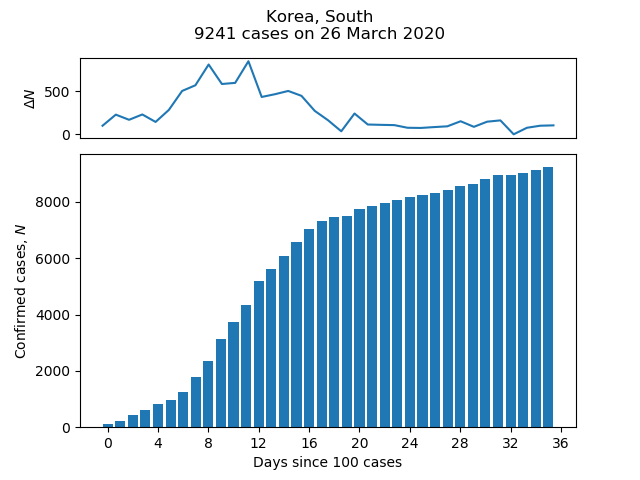 Korea, South
9241 cases on 26 March 2020
ΔN
500
0
Confirmed cases, N
8000
6000
4000
2000
0
0 4 8 12 16 20 24 28 32 36
Days since 100 cases